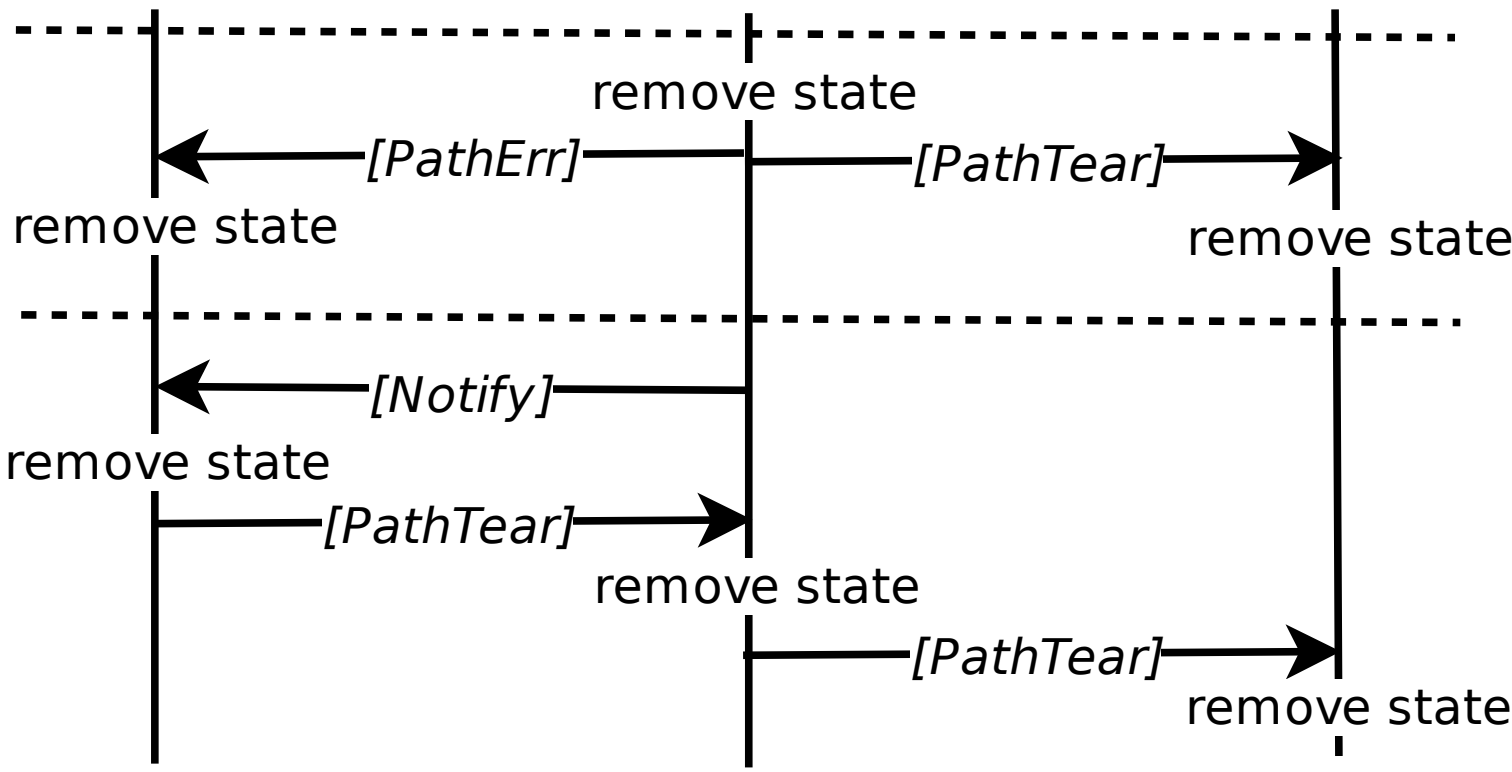 remove state
[PathErr]
[PathTear]
remove state
remove state
[Notify]
remove state
[PathTear]
remove state
[PathTear]
remove state